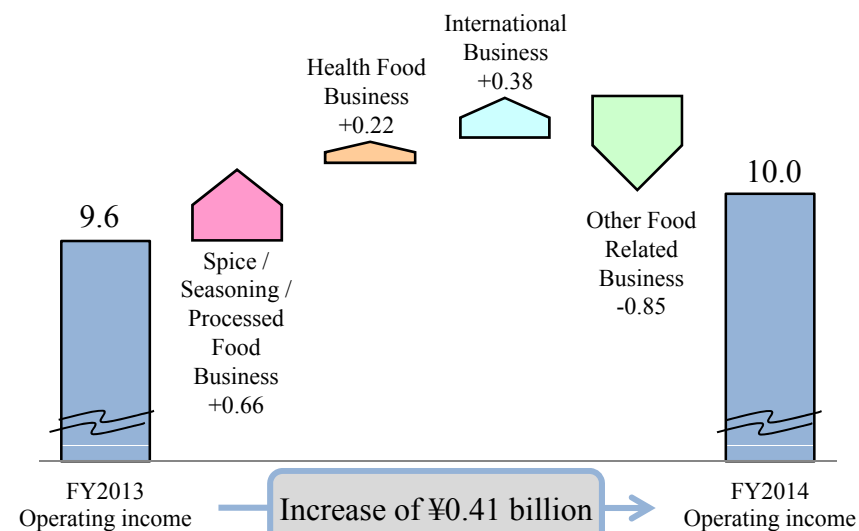 9.6
Spice /
Seasoning /
Processed
Food
Business
+0.66
Health Food
Business
+0.22
International
Business
+0.38
Other Food
Related
Business
-0.85
10.0
FY2013
Operating income
Increase of ¥0.41 billion
FY2014
Operating income